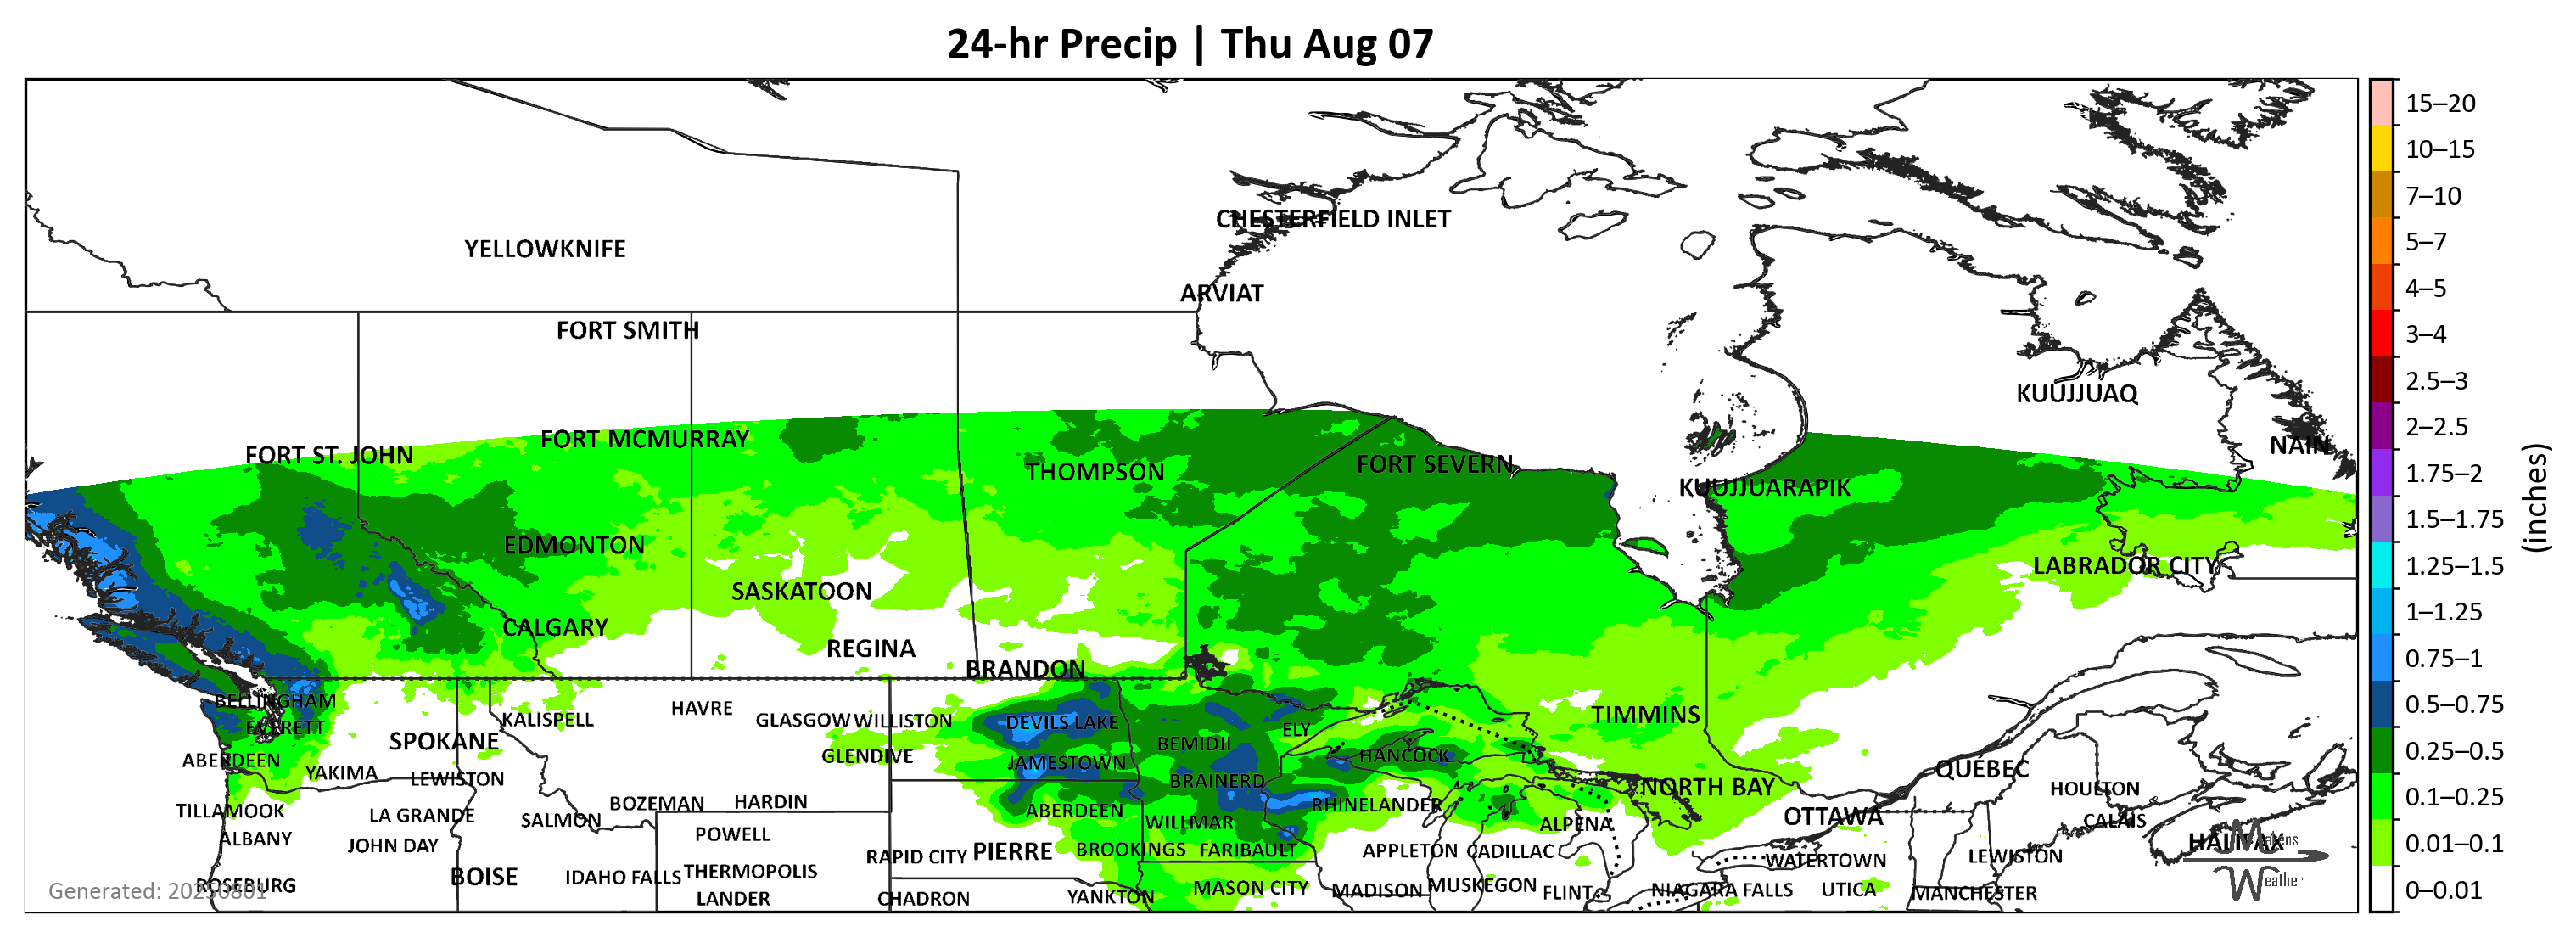 24-hr Precip | Thu Aug 07
CHESTERFIELD INLET
YELLOWKNIFE
ARVIAT
FORT SMITH
KUUJJUAQ
FORT MCMURRAY
NAIN
FORT ST. JOHN
THOMPSON
FORT SEVERN
KUUJJUARAPIK
EDMONTON
LABRADOR CITY
SASKATOON
CALGARY
REGINA
BRANDON
BELLINGHAM
HAVRE
TIMMINS
KALISPELL
GLASGOW WILLISTON
DEVILS LAKE
EVERETT
ELY
SPOKANE
BEMIDJI
ABERDEEN
GLENDIVE
HANCOCK
JAMESTOWN
QUÉBEC
YAKIMA
LEWISTON
BRAINERD
NORTH BAY
HOULTON
BOZEMAN
HARDIN
RHINELANDER
TILLAMOOK
LA GRANDE
ABERDEEN
OTTAWA
SALMON
WILLMAR
ALPENA
CALAIS
POWELL
ALBANY
JOHN DAY
HALIFAX
Makens
Weather
RAPID CITY
PIERRE
BROOKINGS
FARIBAULT
APPLETON
CADILLAC
LEWISTON
WATERTOWN
THERMOPOLIS
BOISE
IDAHO FALLS
ROSEBURG
MASON CITY
MADISON
MUSKEGON
FLINT
NIAGARA FALLS
UTICA
MANCHESTER
LANDER
CHADRON
YANKTON
Generated: 20250801
15–20
10–15
7–10
5–7
4–5
3–4
2.5–3
2–2.5
1.75–2
1.5–1.75
1.25–1.5
1–1.25
0.75–1
0.5–0.75
0.25–0.5
0.1–0.25
0.01–0.1
0–0.01
(inches)